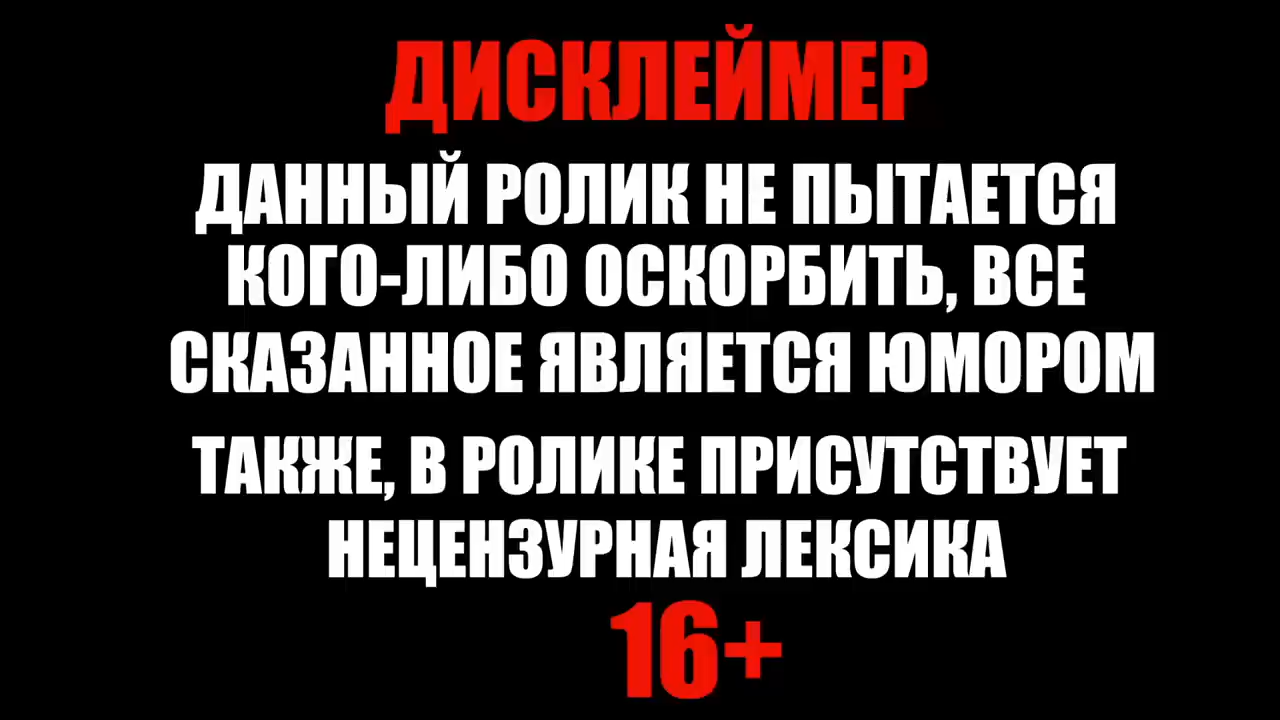 ДИСКЛЕЙМЕР
ДАННЫЙ РОЛИК НЕ ПЫТАЕТСЯ
КОГО-ЛИБО ОСКОРБИТЬ, ВСЕ
СКАЗАННОЕ ЯВЛЯЕТСЯ ЮМОРОМ
ТАКЖЕ, В РОЛИКЕ ПРИСУТСТВУЕТ
НЕЦЕНЗУРНАЯ ЛЕКСИКА
16+